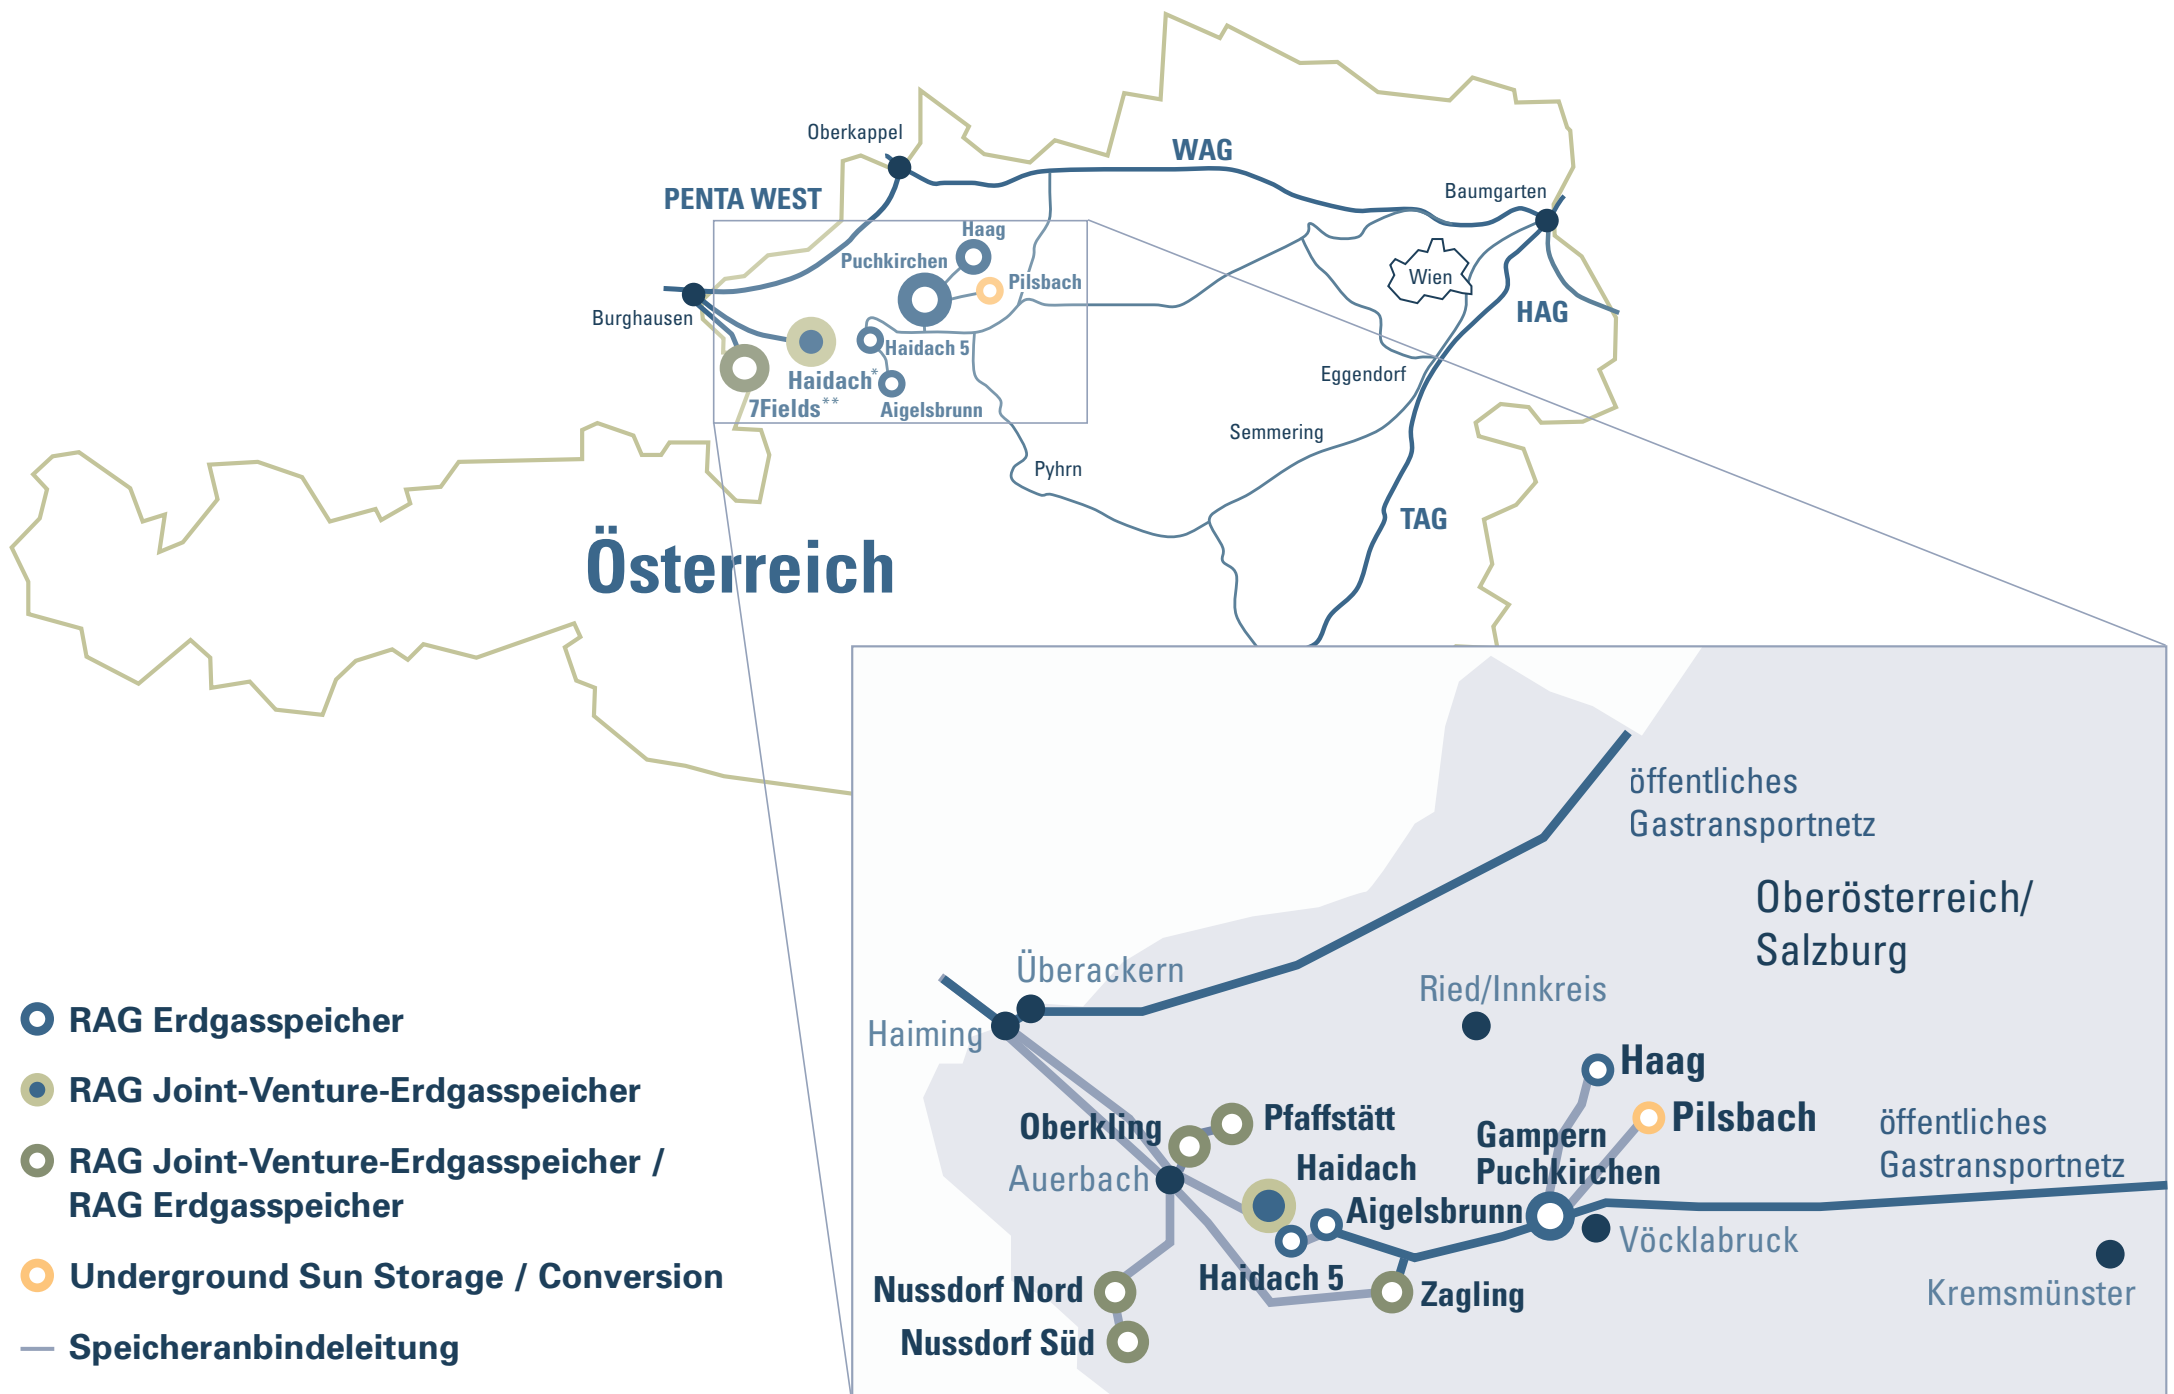 Oberkappel
WAG
PENTA WEST
Baumgarten
Haag
Puchkirchen
Pilsbach
Wien
Burghausen
HAG
Haidach 5
Haidach*
Eggendorf
7Fields**
Aigelsbrunn
Semmering
Pyhrn
TAG
Österreich
öffentliches
Gastransportnetz
Oberösterreich/
Salzburg
Überackern
Ried/Innkreis
Haiming
Haag
Oberkling
Pfaffstätt
Pilsbach
Gampern
Puchkirchen
öffentliches
Gastransportnetz
Auerbach
Haidach
Aigelsbrunn
Vöcklabruck
Haidach 5
Nussdorf Nord
Zagling
Kremsmünster
Nussdorf Süd
RAG Erdgasspeicher
RAG Joint-Venture-Erdgasspeicher
RAG Joint-Venture-Erdgasspeicher /
RAG Erdgasspeicher
Underground Sun Storage / Conversion
Speicheranbindeleitung